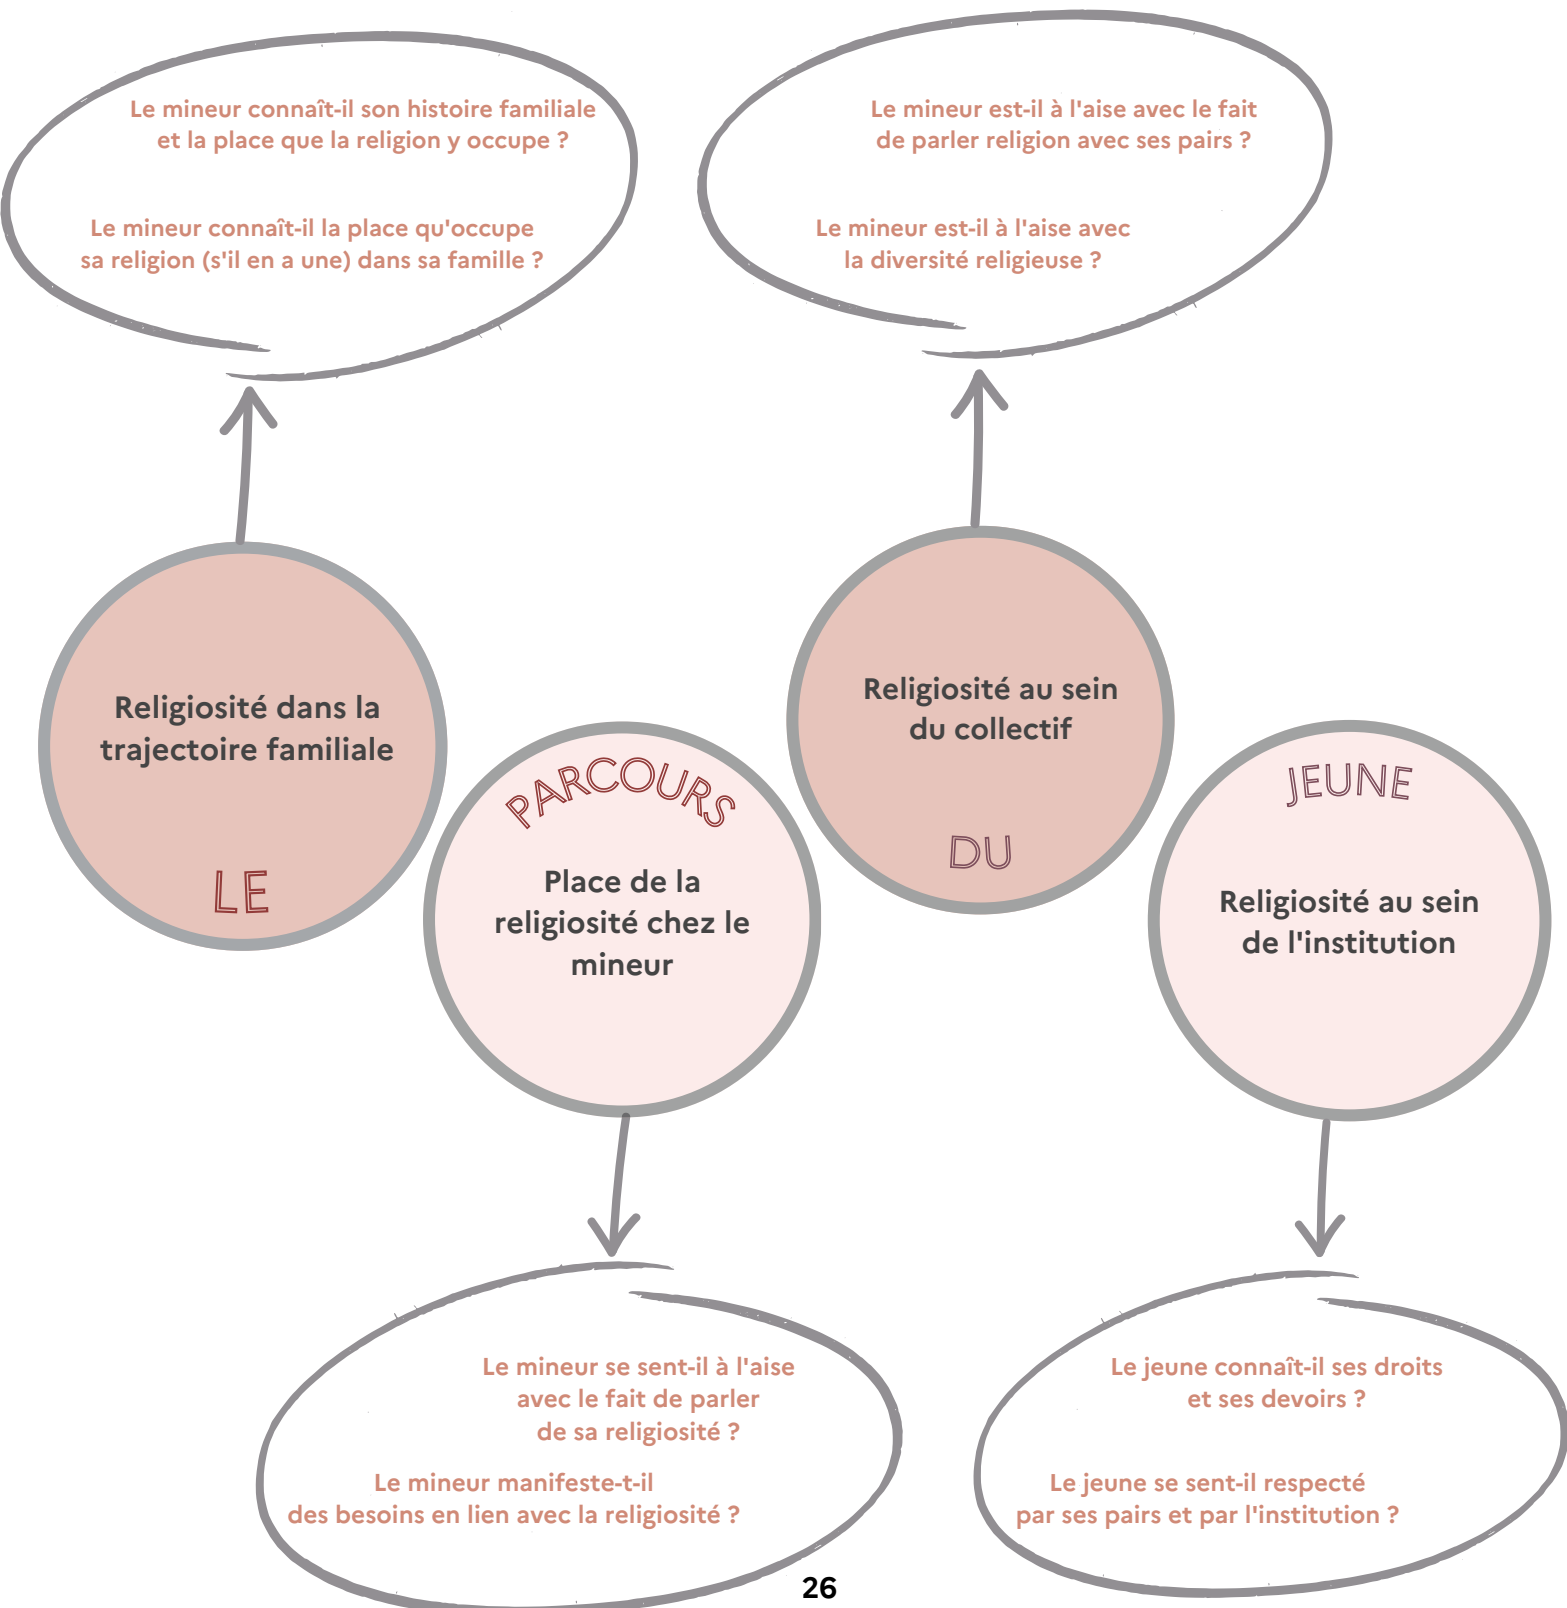 Le mineur connaît-il son histoire familiale
et la place que la religion y occupe ?
Le mineur connaît-il la place qu'occupe
sa religion (s'il en a une) dans sa famille ?
Le mineur est-il à l'aise avec le fait
de parler religion avec ses pairs ?
Le mineur est-il à l'aise avec
la diversité religieuse ?
Religiosité dans la
trajectoire familiale
LE
PARCOURS
Place de la
religiosité chez le
mineur
Religiosité au sein
du collectif
DU
JEUNE
Religiosité au sein
de l'institution
Le mineur se sent-il à l'aise
avec le fait de parler
de sa religiosité ?
Le mineur manifeste-t-il
des besoins en lien avec la religiosité ?
Le jeune connaît-il ses droits
et ses devoirs ?
Le jeune se sent-il respecté
par ses pairs et par l'institution ?
26